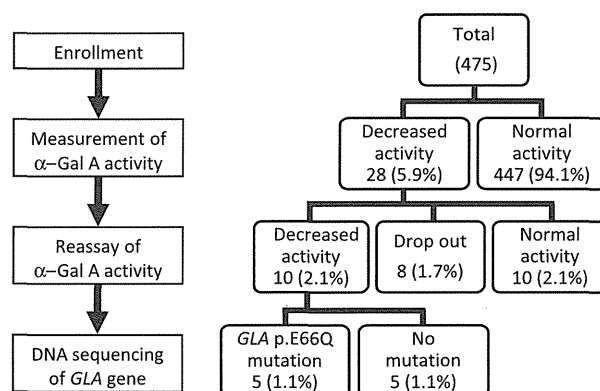 Enrollment
Measurement of
α–Gal A activity
Reassay of
α–Gal A activity
DNA sequencing
of GLA gene
Total
(475)
Decreased
activity
28 (5.9%)
Normal
activity
447 (94.1%)
Decreased
activity
10 (2.1%)
Drop out
8 (1.7%)
Normal
activity
10 (2.1%)
GLA p.E66Q
mutation
5 (1.1%)
No
mutation
5 (1.1%)